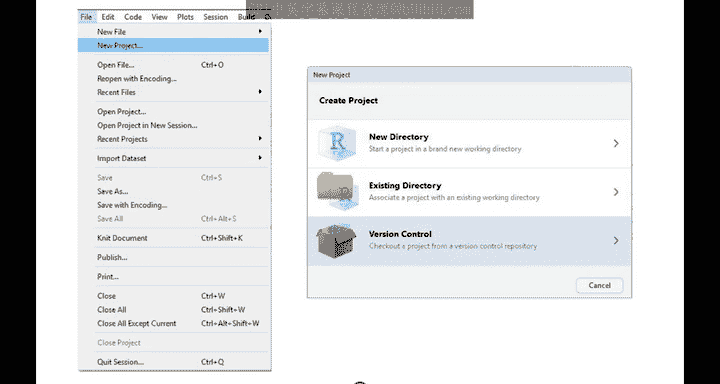 File Edit Code View Plots Session Build
New File
New Project...
Open File... Ctrl+O
Reopen with Encoding...
Recent Files
Open Project...
Open Project in New Session...
Recent Projects
Import Dataset
Save Ctrl+S
Save As...
Save with Encoding...
Save All Ctrl+Alt+S
Knit Document Ctrl+Shift+K
Publish...
Print...
Close Ctrl+W
Close All Ctrl+Shift+W
Close All Except Current Ctrl+Alt+Shift+W
Close Project
Quit Session... Ctrl+Q
New Project
Create Project
R
New Directory
Start a project in a brand new working directory
Existing Directory
Associate a project with an existing working directory
R
Version Control
Checkout a project from a version control repository
Cancel